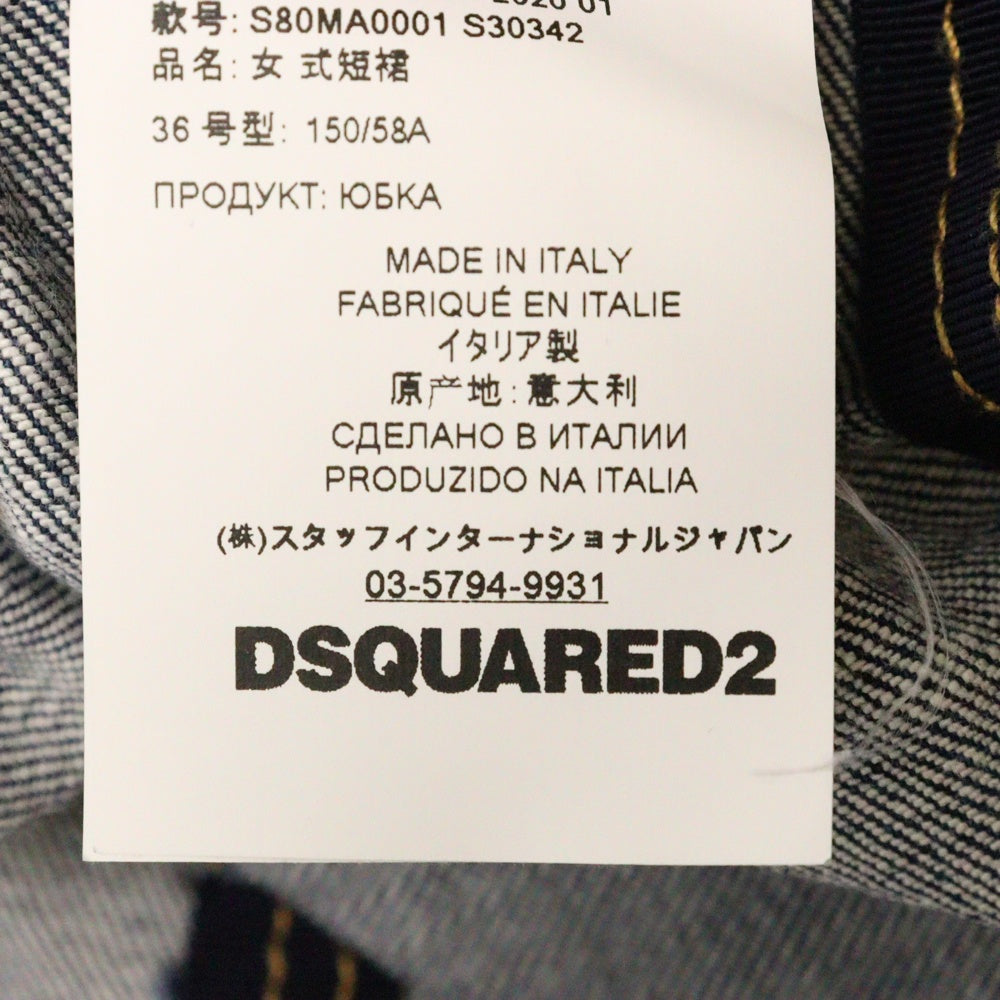 款号: S80MA0001 S30342
品名: 女 式短裙
36 号型: 150/58A
ПРОДУКТ: ЮБКА
MADE IN ITALY
FABRIQUÉ EN ITALIE
イタリア製
原产地: 意大利
СДЕЛАНО В ИТАЛИИ
PRODUZIDO NA ITALIA
(株)スタッフインターナショナルジャパン
03-5794-9931
DSQUARED2